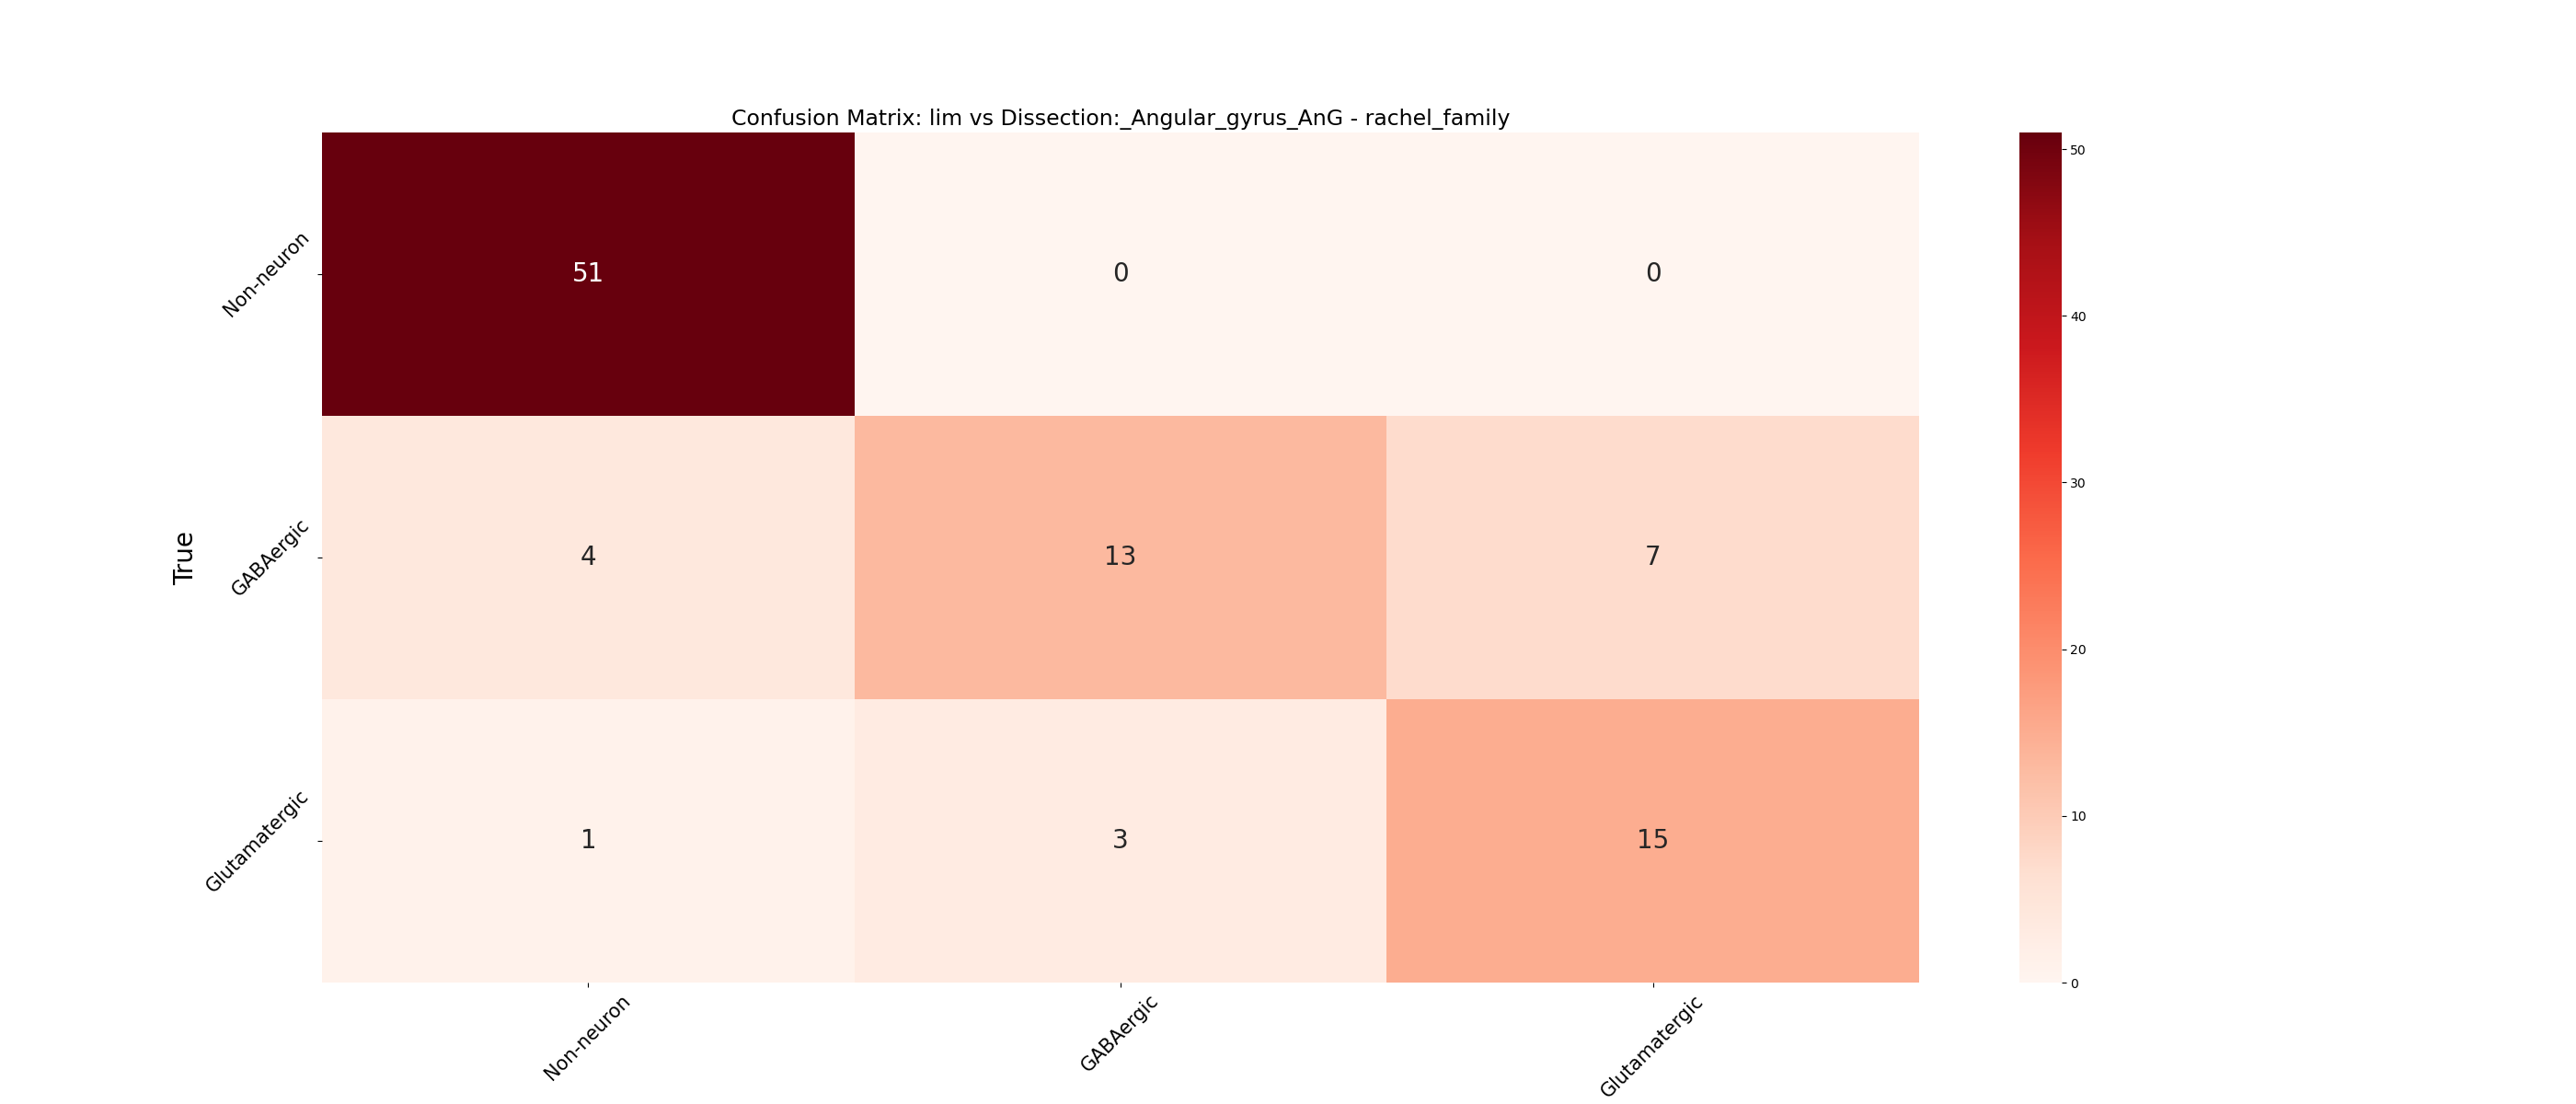 Confusion Matrix: lim vs Dissection:_Angular_gyrus_AnG - rachel_family
Non-neuron
51
0
0
GABAergic
4
13
7
Glutamatergic
1
3
15
True
Non-neuron
GABAergic
Glutamatergic
50
40
30
20
10
0